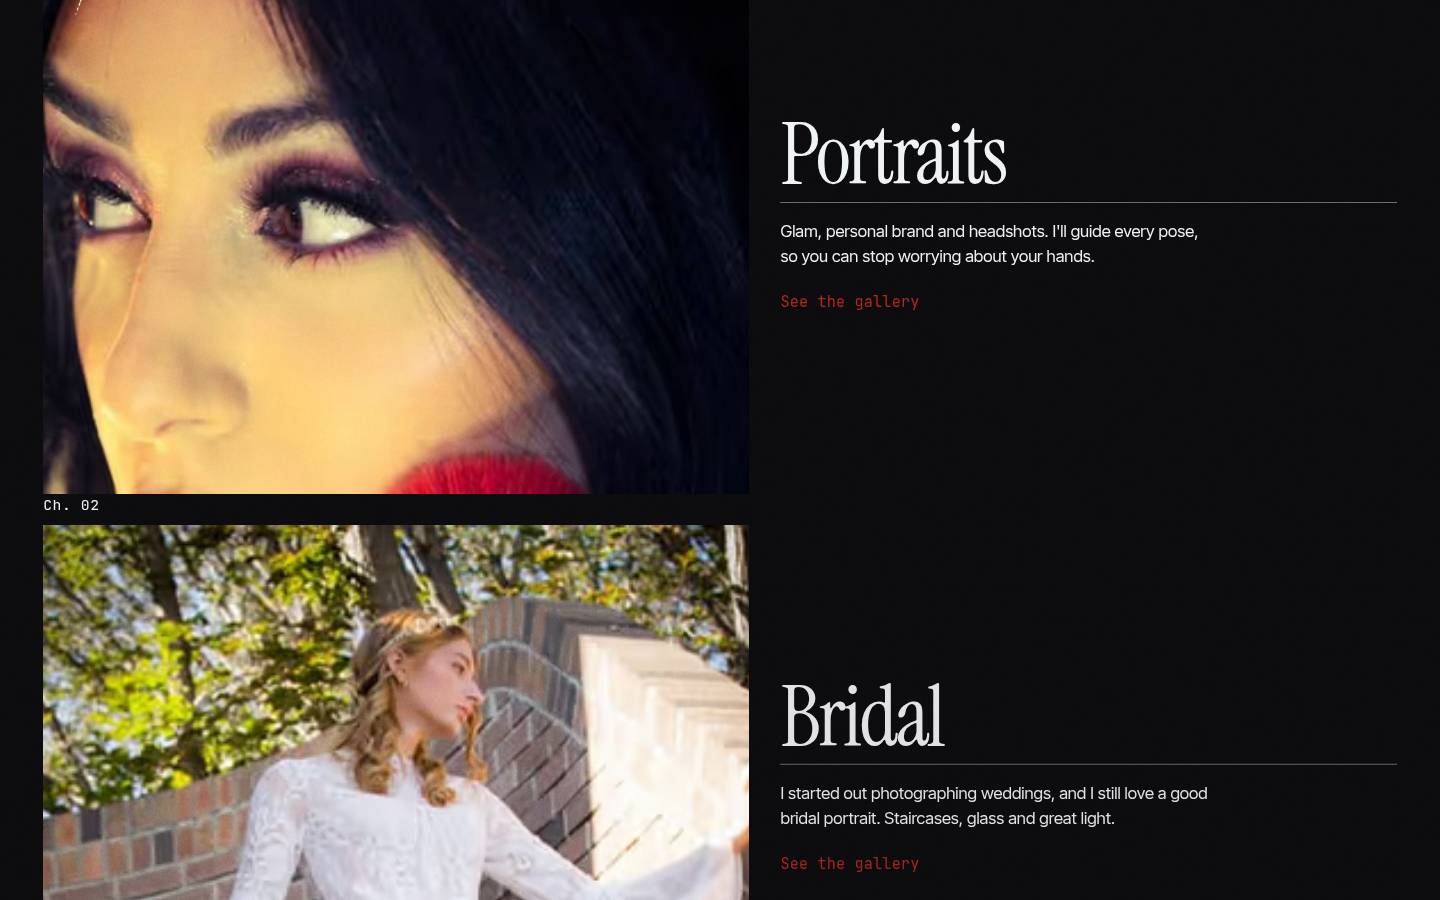 Portraits
Glam, personal brand and headshots. I'll guide every pose,
so you can stop worrying about your hands.
See the gallery
Ch. 02
Bridal
I started out photographing weddings, and I still love a good
bridal portrait. Staircases, glass and great light.
See the gallery